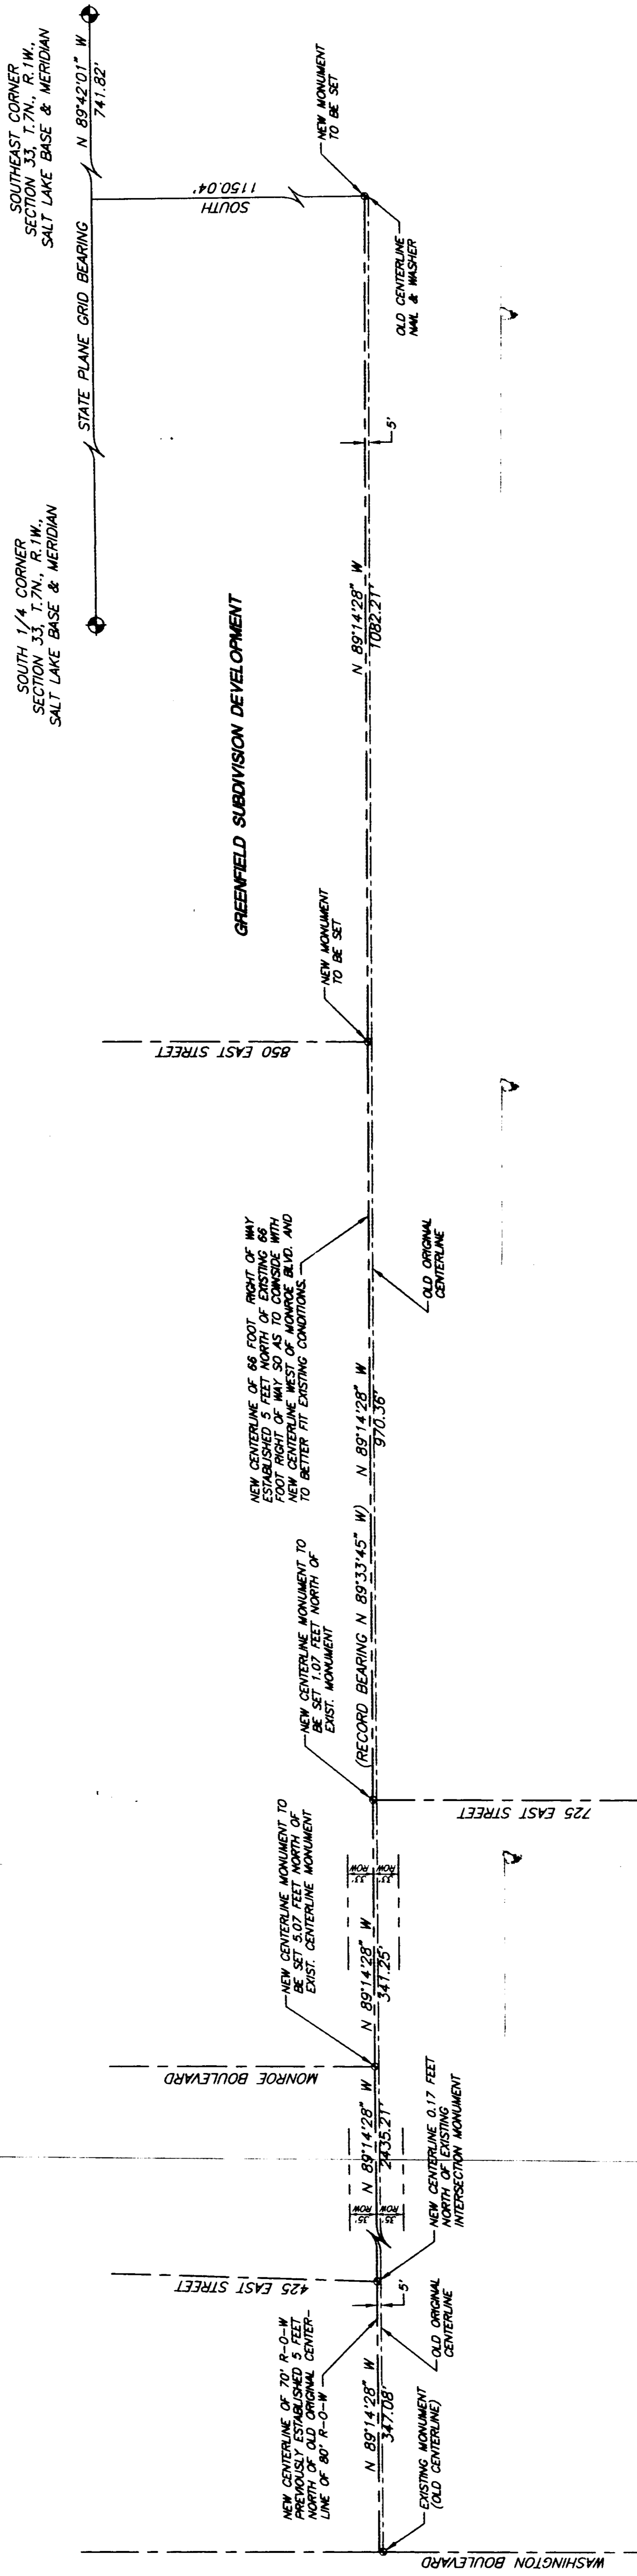 SOUTHEAST CORNER
SECTION 33, T.7N., R.1W.,
SALT LAKE BASE & MERIDIAN
N 89°42'01" W
741.82'
STATE PLANE GRID BEARING
SOUTH 1/4 CORNER
SECTION 33, T.7N., R.1W.,
SALT LAKE BASE & MERIDIAN
SOUTH
1150.04'
NEW MONUMENT
TO BE SET
OLD CENTERLINE
NAIL & WASHER
5'
N 89°14'28" W
1082.21'
GREENFIELD SUBDIVISION DEVELOPMENT
NEW MONUMENT
TO BE SET
850 EAST STREET
NEW CENTERLINE OF 66 FOOT RIGHT OF WAY
ESTABLISHED 5 FEET NORTH OF EXISTING 66
FOOT RIGHT OF WAY SO AS TO COINSIDE WITH
NEW CENTERLINE WEST OF MONROE BLVD. AND
TO BETTER FIT EXISTING CONDITIONS.
OLD ORIGINAL
CENTERLINE
N 89°14'28" W
970.36'
(RECORD BEARING N 89°33'45" W)
NEW CENTERLINE MONUMENT TO
BE SET 1.07 FEET NORTH OF
EXIST. MONUMENT
725 EAST STREET
NEW CENTERLINE MONUMENT TO
BE SET 5.07 FEET NORTH OF
EXIST. CENTERLINE MONUMENT
33'
ROW
33'
ROW
N 89°14'28" W
341.25'
MONROE BOULEVARD
N 89°14'28" W
2435.21'
35'
ROW
35'
ROW
NEW CENTERLINE 0.17 FEET
NORTH OF EXISTING
INTERSECTION MONUMENT
425 EAST STREET
5'
OLD ORIGINAL
CENTERLINE
NEW CENTERLINE OF 70' R-O-W
PREVIOUSLY ESTABLISHED 5 FEET
NORTH OF OLD ORIGINAL CENTER-
LINE OF 80' R-O-W
N 89°14'28" W
347.08'
EXISTING MONUMENT
(OLD CENTERLINE)
WASHINGTON BOULEVARD